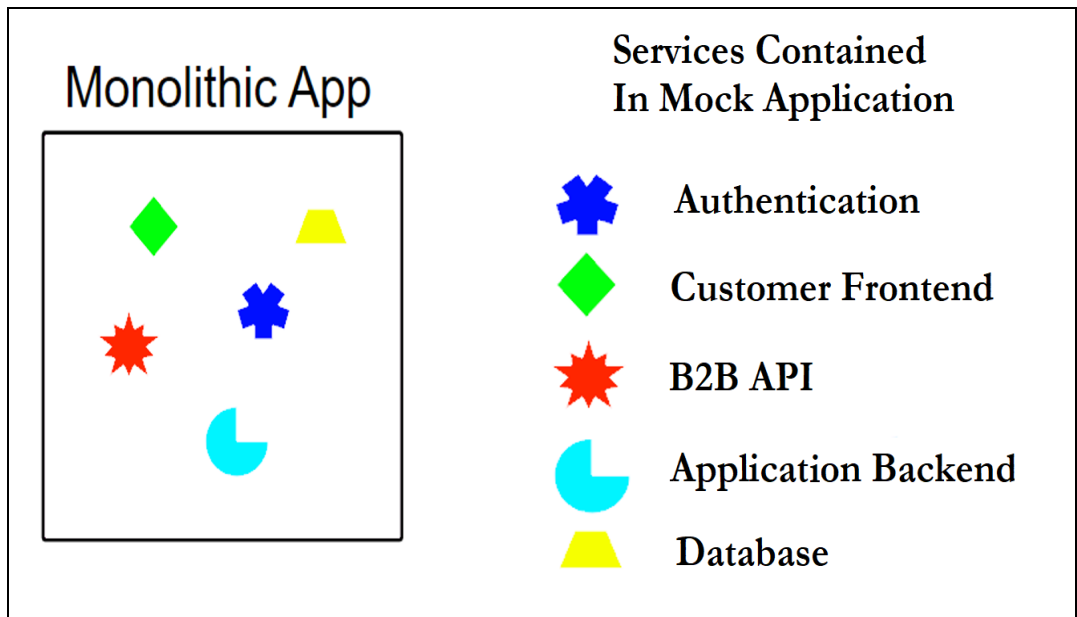 Monolithic App
Services Contained
In Mock Application
Authentication
Customer Frontend
B2B API
Application Backend
Database